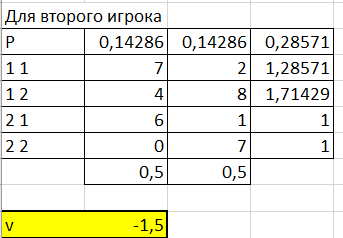 Для второго игрока
P 0,14286 0,14286 0,28571
1 1 7 2 1,28571
1 2 4 8 1,71429
2 1 6 1 1
2 2 0 7 1
0,5 0,5
v -1,5